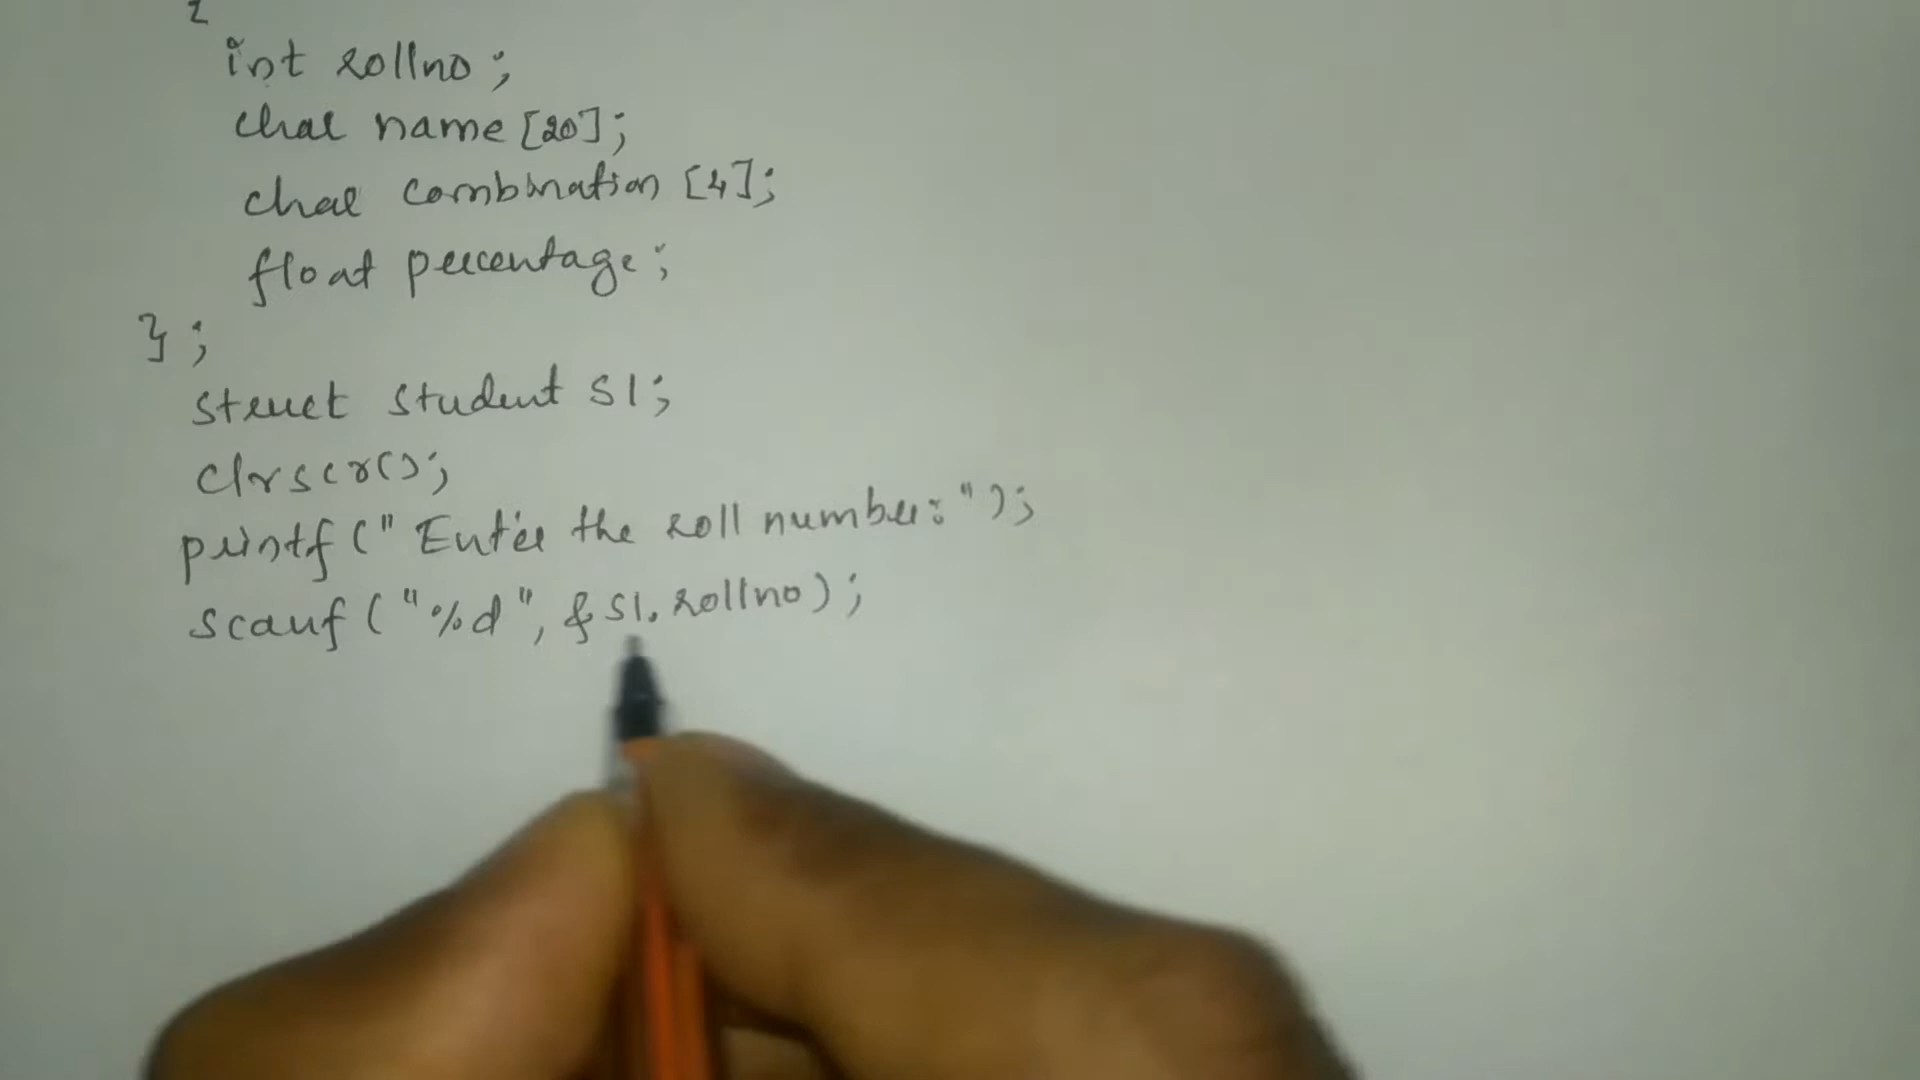 {
int rollno;
char name [20];
char combination [4];
float percentage;
};
struct student S1;
clrscr();
printf ("Enter the roll number:");
scanf ("%d", &S1.rollno);